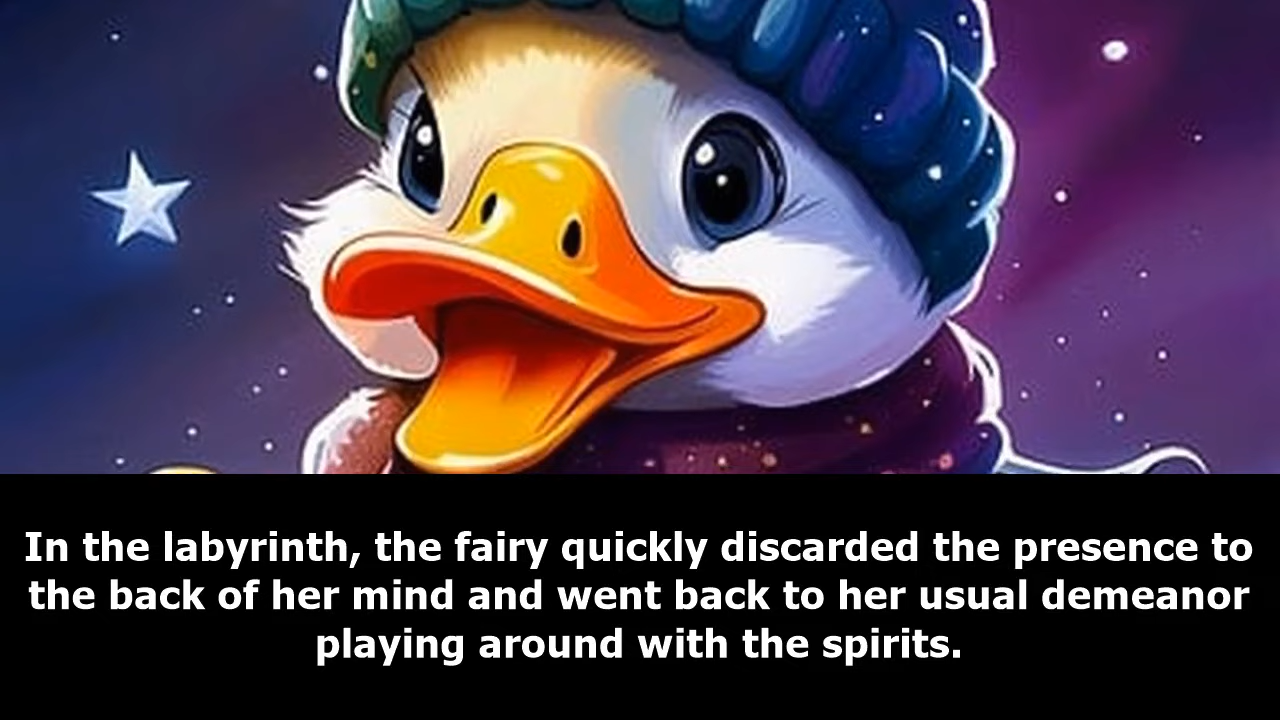 In the labyrinth, the fairy quickly discarded the presence to
the back of her mind and went back to her usual demeanor
playing around with the spirits.